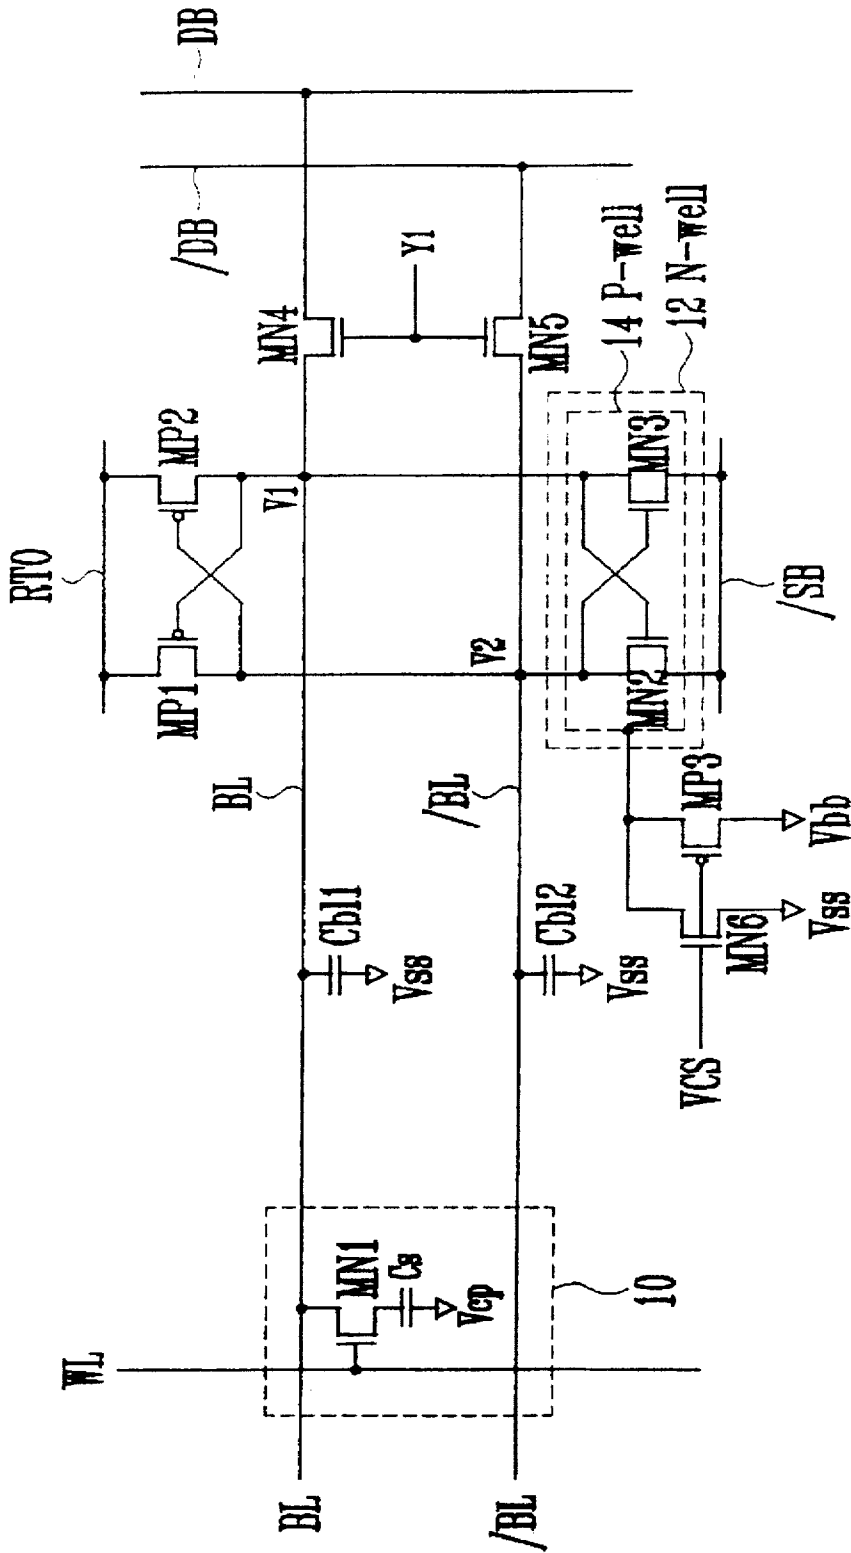 DB
/DB
Y1
MN4
MN5
14 P-well
12 N-well
RTO
MP2
MP1
V1
V2
MN3
MN2
/SB
BL
/BL
Cbl1
Vss
Cbl2
Vss
MP3
Vbb
MN6
Vss
VCS
WL
MN1
Cs
Vcp
10
BL
/BL